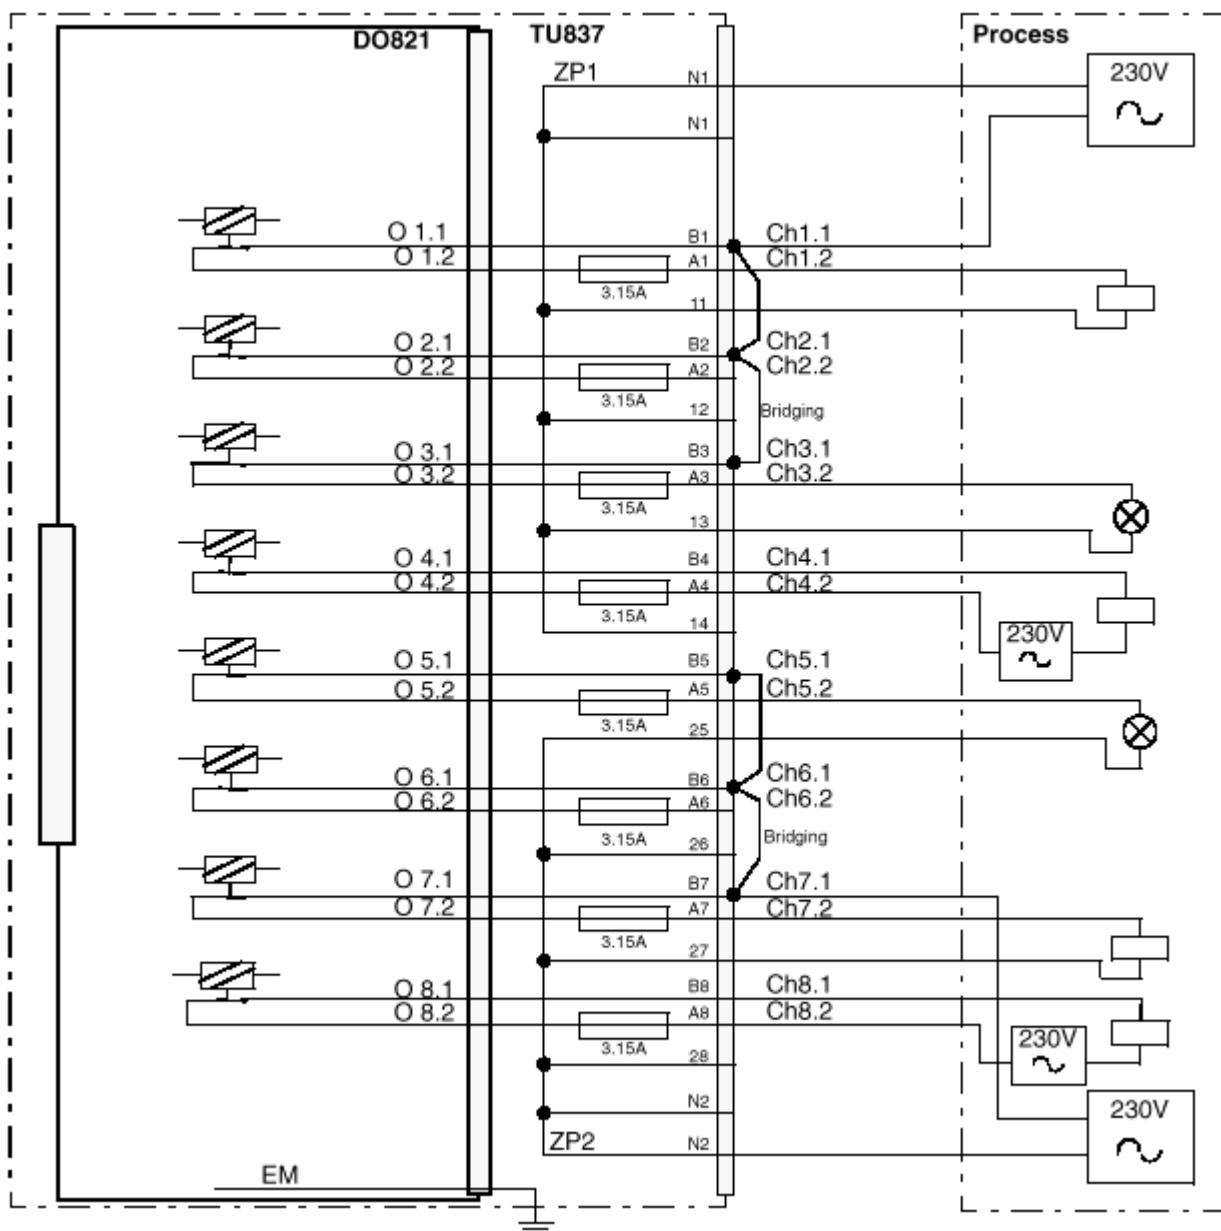 DO821 TU837 Process
ZP1 N1 230V
N1
O 1.1 B1 Ch1.1
O 1.2 A1 Ch1.2
3.15A
11
O 2.1 B2 Ch2.1
O 2.2 A2 Ch2.2
3.15A
12 Bridging
O 3.1 B3 Ch3.1
O 3.2 A3 Ch3.2
3.15A
13
O 4.1 B4 Ch4.1
O 4.2 A4 Ch4.2
3.15A
14 230V
O 5.1 B5 Ch5.1
O 5.2 A5 Ch5.2
3.15A
25
O 6.1 B6 Ch6.1
O 6.2 A6 Ch6.2
3.15A
26 Bridging
O 7.1 B7 Ch7.1
O 7.2 A7 Ch7.2
3.15A
27
O 8.1 B8 Ch8.1
O 8.2 A8 Ch8.2
3.15A 230V
28
N2 230V
ZP2 N2
EM